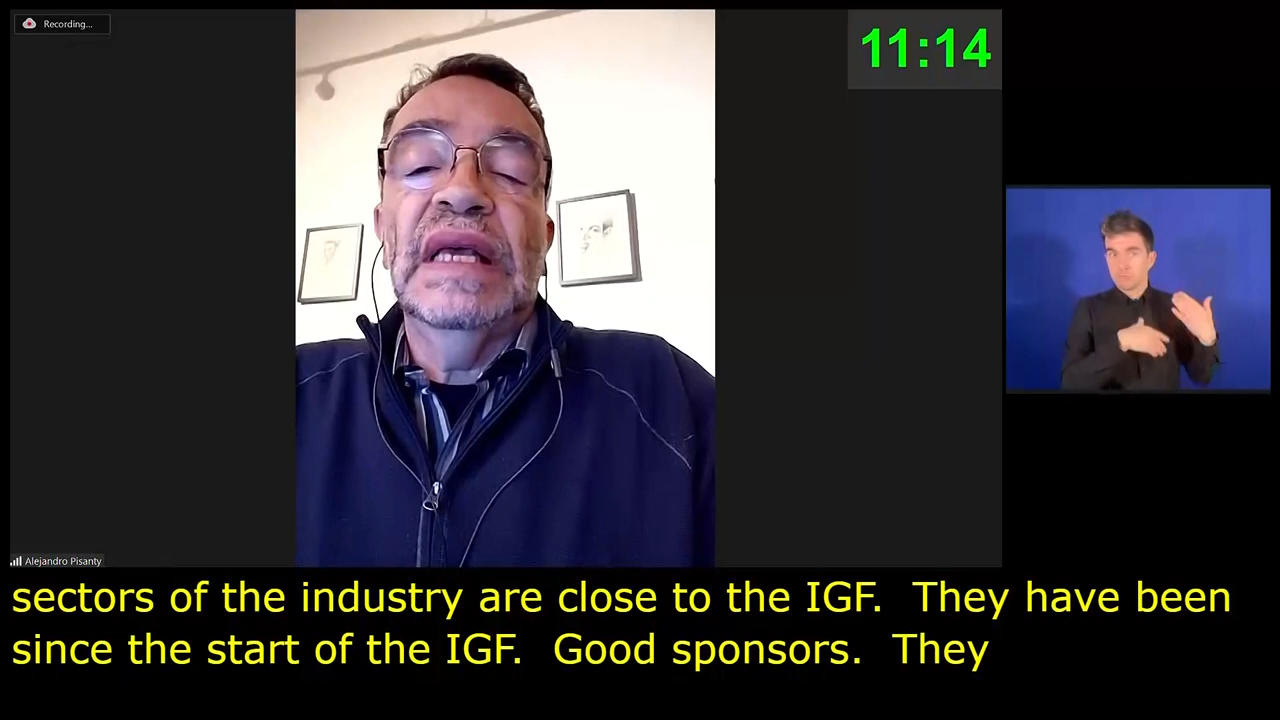 Recording...
11:14
Alejandro Pisanty
sectors of the industry are close to the IGF.  They have been
since the start of the IGF.  Good sponsors.  They